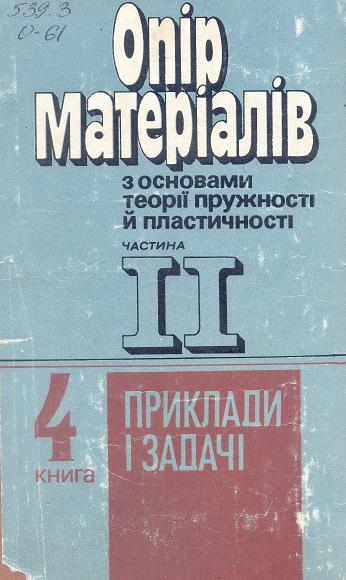 539.3
О-61
Опір
матеріалів
з основами
теорії пружності
й пластичності
ЧАСТИНА
II
4
книга
ПРИКЛАДИ
І ЗАДАЧІ